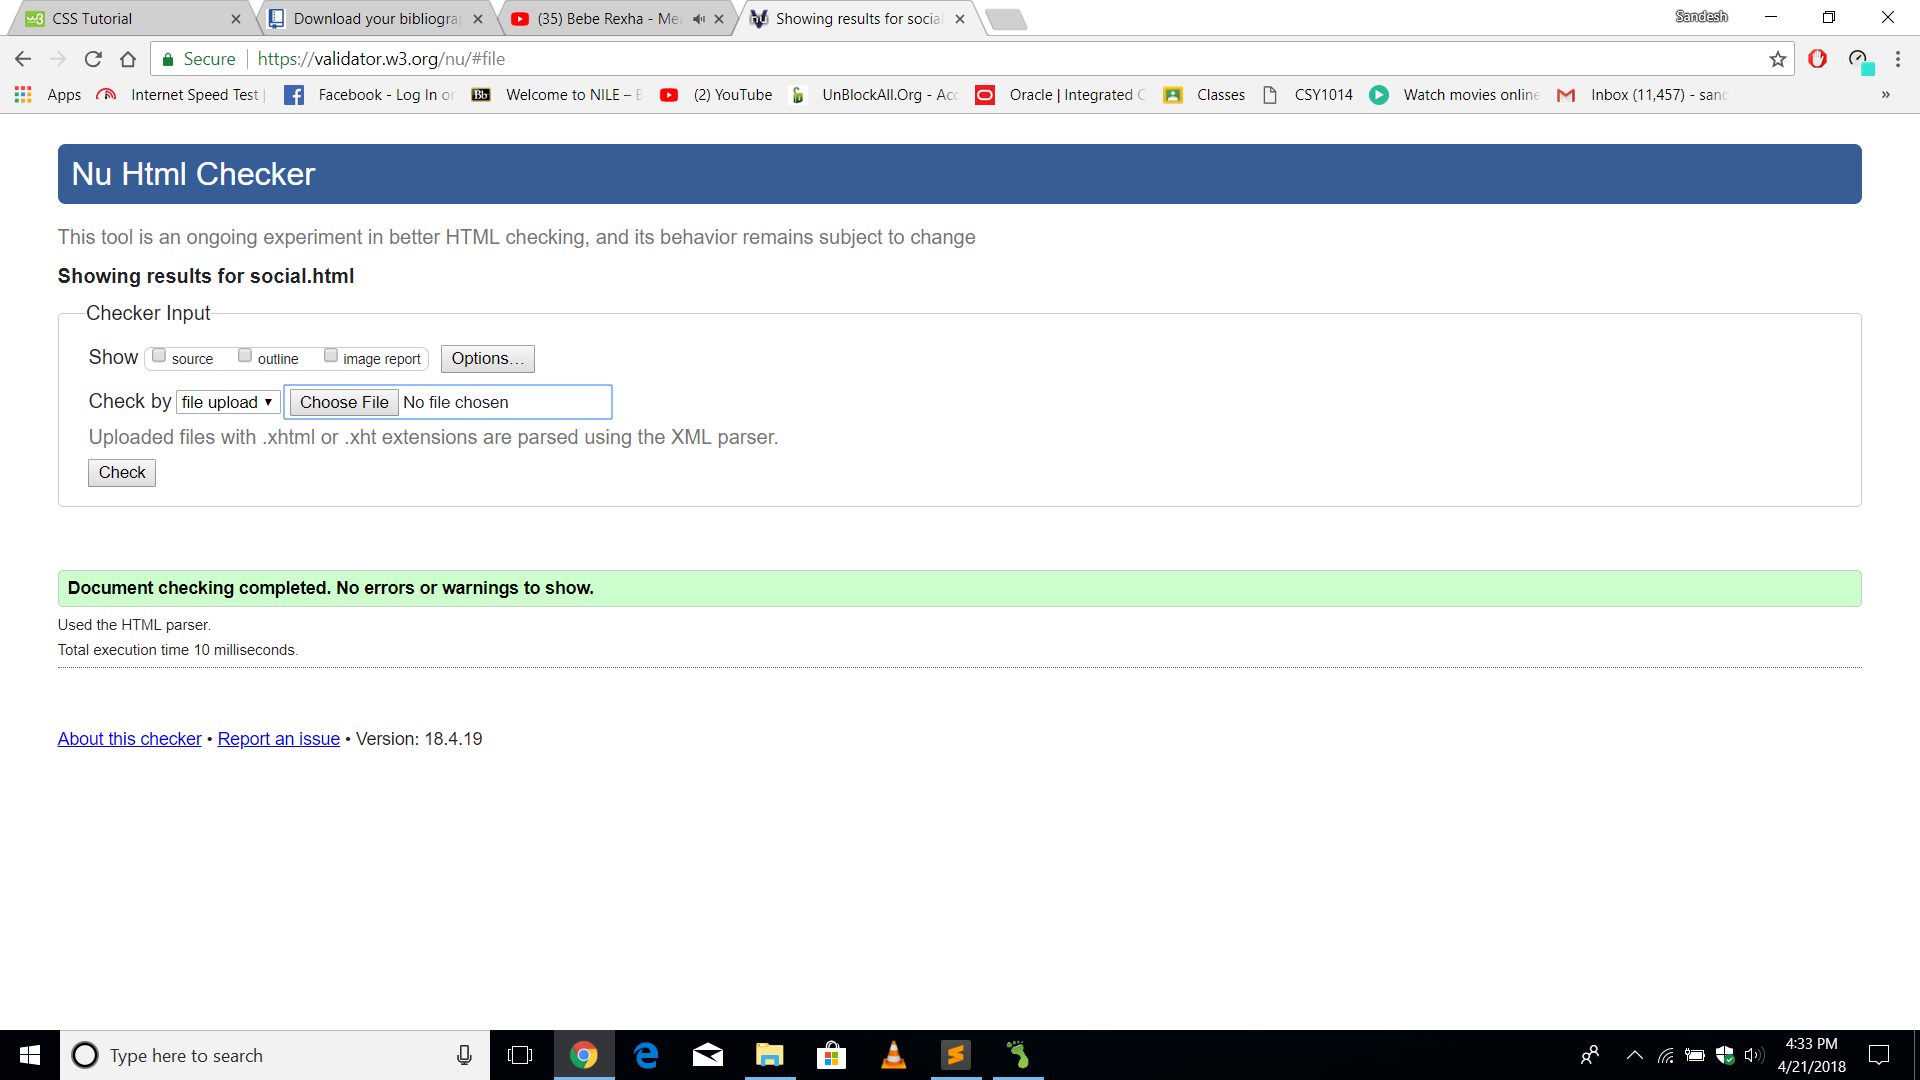 CSS Tutorial
Download your bibliogra
(35) Bebe Rexha - Me
Showing results for social
Sandesh
Secure
https://validator.w3.org/nu/#file
Apps
Internet Speed Test
Facebook - Log In or
Bb
Welcome to NILE –
(2) YouTube
UnBlockAll.Org - Acc
Oracle | Integrated
Classes
CSY1014
Watch movies online
Inbox (11,457) - sand
»
Nu Html Checker
This tool is an ongoing experiment in better HTML checking, and its behavior remains subject to change
Showing results for social.html
Checker Input
Show source outline image report Options…
Check by file upload Choose File No file chosen
Uploaded files with .xhtml or .xht extensions are parsed using the XML parser.
Check
Document checking completed. No errors or warnings to show.
Used the HTML parser.
Total execution time 10 milliseconds.
About this checker • Report an issue • Version: 18.4.19
Type here to search
4:33 PM
4/21/2018